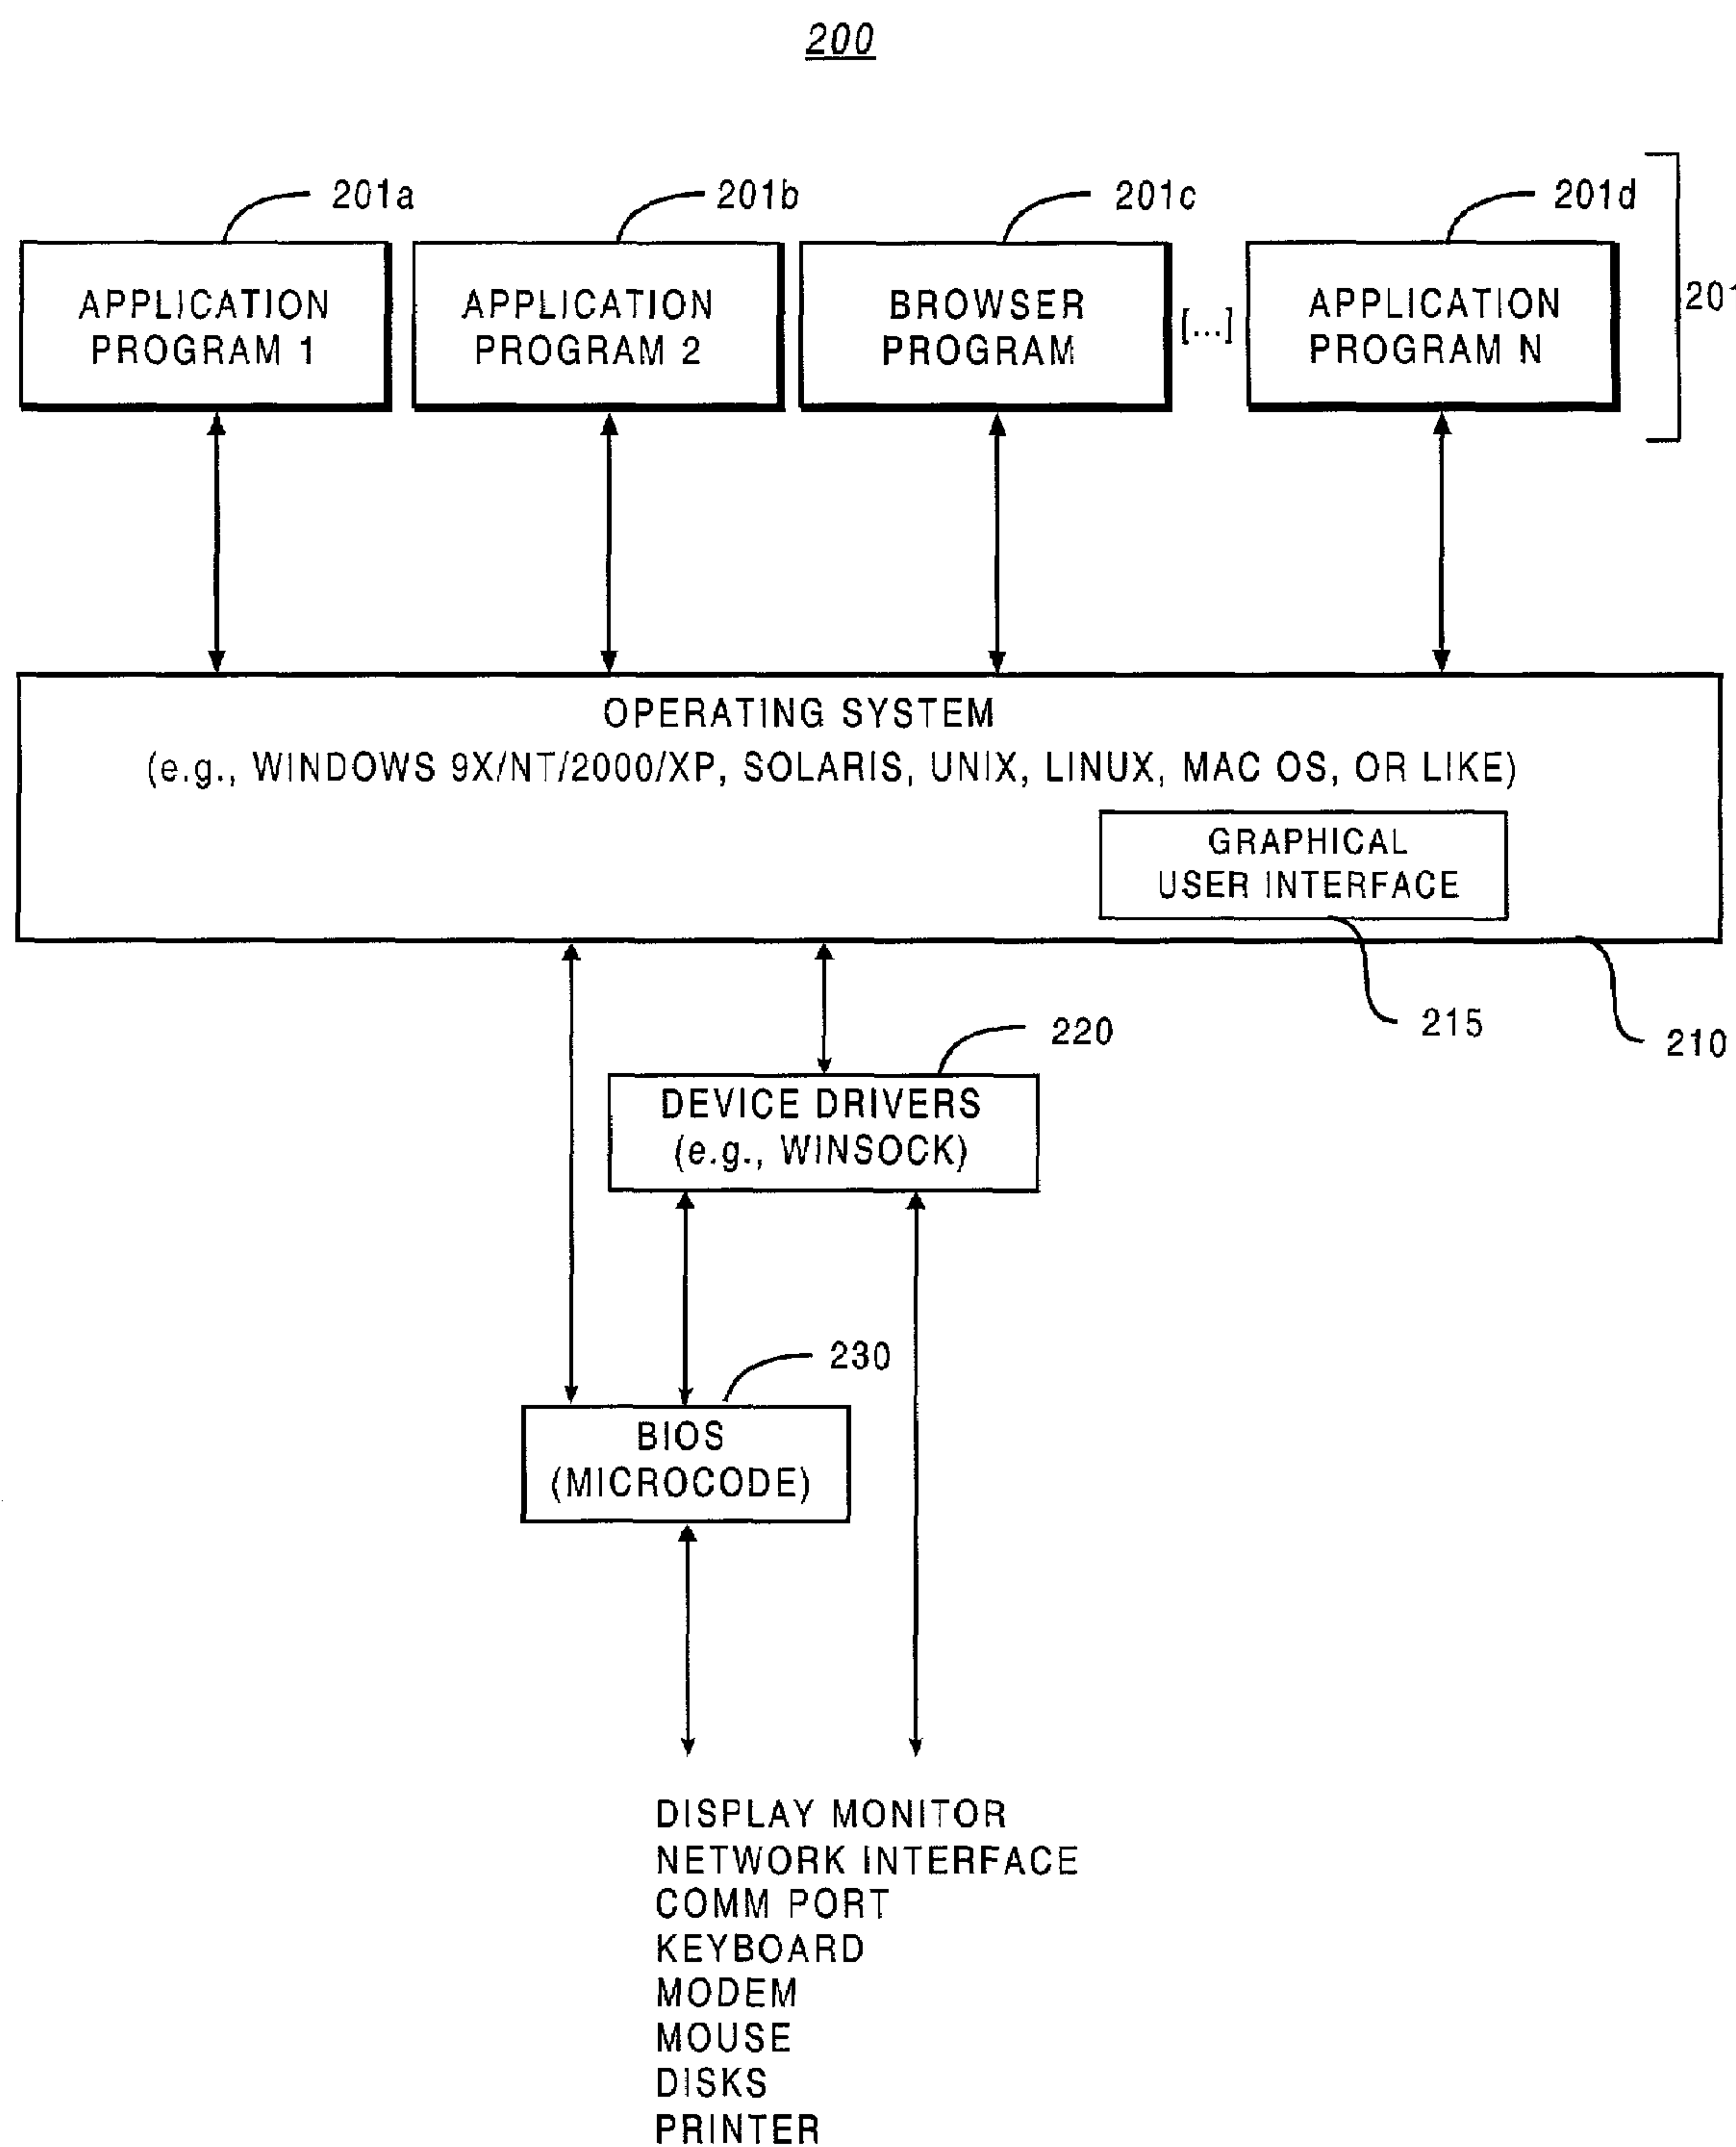 200
201a
201b
201c
201d
201
APPLICATION
PROGRAM 1
APPLICATION
PROGRAM 2
BROWSER
PROGRAM
[...]
APPLICATION
PROGRAM N
OPERATING SYSTEM
(e.g., WINDOWS 9X/NT/2000/XP, SOLARIS, UNIX, LINUX, MAC OS, OR LIKE)
GRAPHICAL
USER INTERFACE
215
210
220
DEVICE DRIVERS
(e.g., WINSOCK)
230
BIOS
(MICROCODE)
DISPLAY MONITOR
NETWORK INTERFACE
COMM PORT
KEYBOARD
MODEM
MOUSE
DISKS
PRINTER